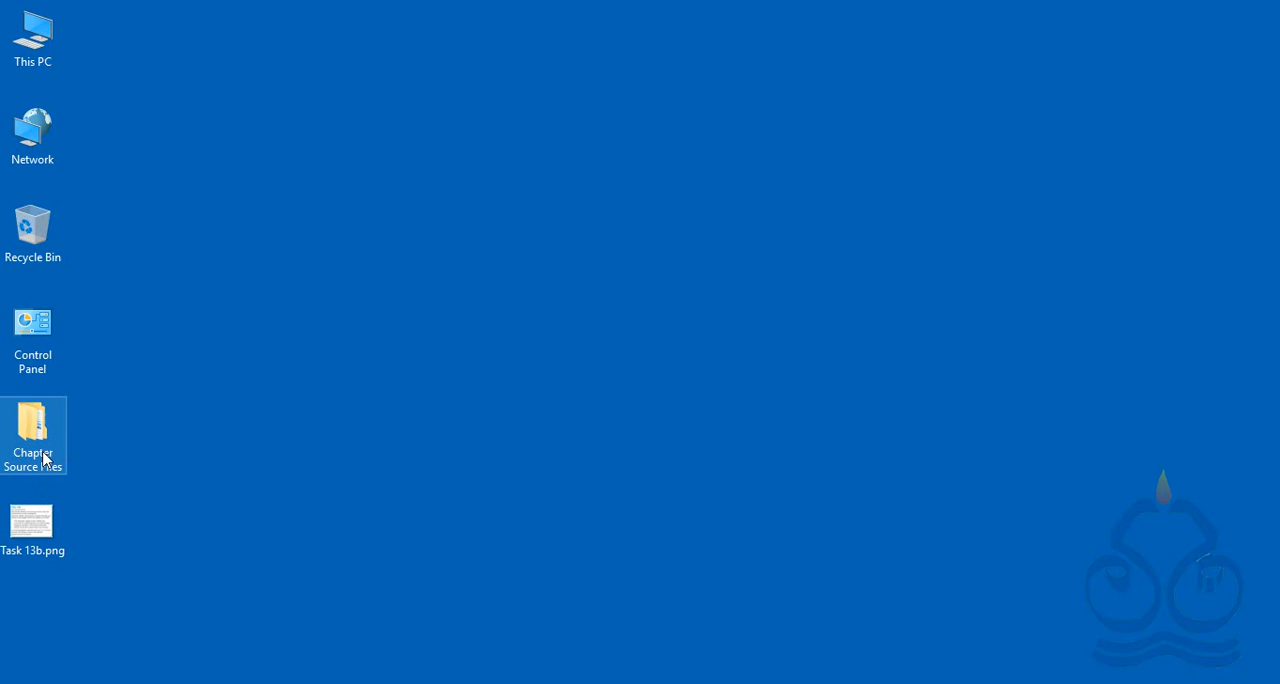 This PC
Network
Recycle Bin
Control
Panel
Chapter
Source Files
Task 13b.png